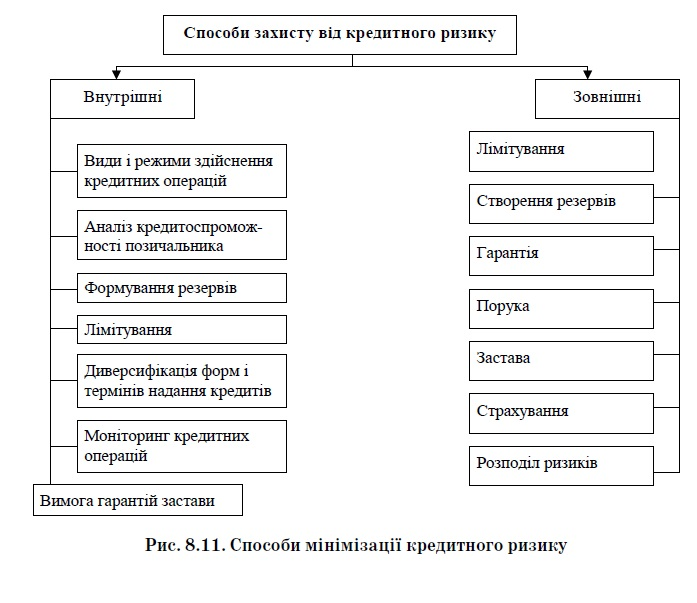 Способи захисту від кредитного ризику
Внутрішні
Види і режими здійснення
кредитних операцій
Аналіз кредитоспромож-
ності позичальника
Формування резервів
Лімітування
Диверсифікація форм і
термінів надання кредитів
Моніторинг кредитних
операцій
Вимога гарантій застави
Зовнішні
Лімітування
Створення резервів
Гарантія
Порука
Застава
Страхування
Розподіл ризиків
Рис. 8.11. Способи мінімізації кредитного ризику